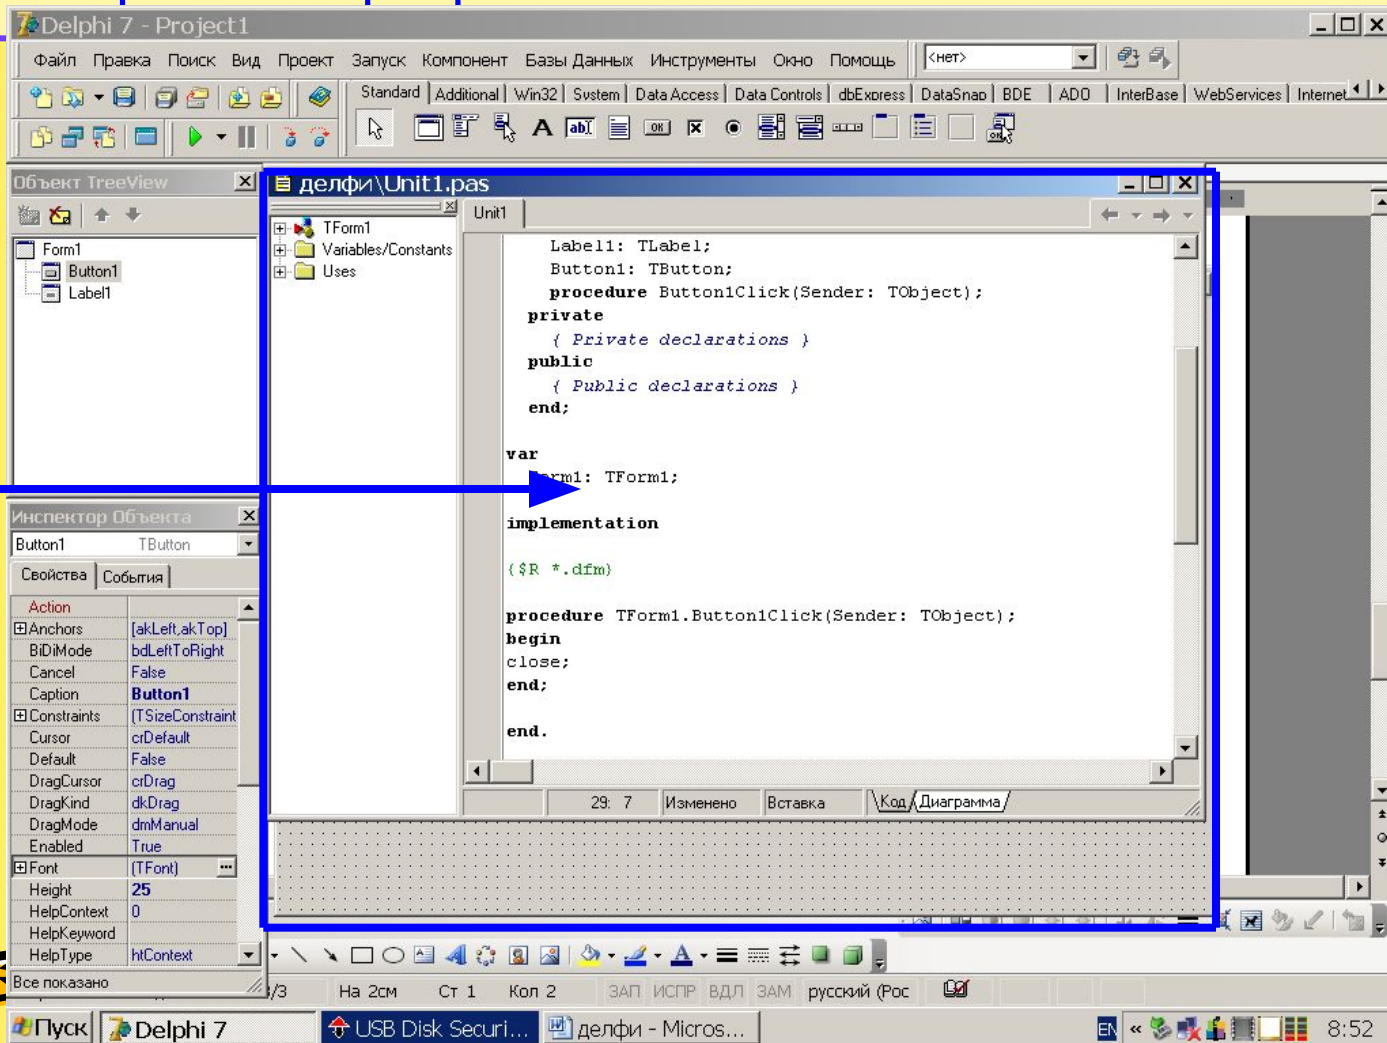 Delphi 7 - Project1
Файл Правка Поиск Вид Проект Запуск Компонент Базы Данных Инструменты Окно Помощь <нет>
Standard Additional Win32 System Data Access Data Controls dbExpress DataSnap BDE ADO InterBase WebServices Internet
Объект TreeView
Form1
Button1
Label1
делфи\Unit1.pas
TForm1
Variables/Constants
Uses
Unit1
Label1: TLabel;
Button1: TButton;
procedure Button1Click(Sender: TObject);
private
{ Private declarations }
public
{ Public declarations }
end;
var
Form1: TForm1;
implementation
{$R *.dfm}
procedure TForm1.Button1Click(Sender: TObject);
begin
close;
end;
end.
29: 7 Изменено Вставка Код Диаграмма
Инспектор Объекта
Button1 TButton
Свойства События
Action
Anchors [akLeft,akTop]
BiDiMode bdLeftToRight
Cancel False
Caption Button1
Constraints (TSizeConstraint
Cursor crDefault
Default False
DragCursor crDrag
DragKind dkDrag
DragMode dmManual
Enabled True
Font (TFont) ...
Height 25
HelpContext 0
HelpKeyword
HelpType htContext
Все показано
/3 На 2см Ст 1 Кол 2 ЗАП ИСПР ВДЛ ЗАМ русский (Рос
Пуск Delphi 7 USB Disk Securi... делфи - Micros... EN « 8:52